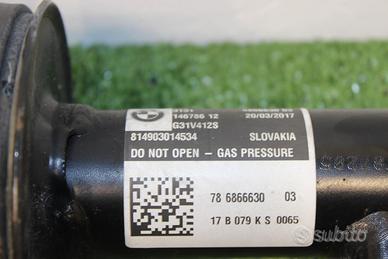 146786 12
20/03/2017
G31V412S
814903014534 SLOVAKIA
DO NOT OPEN - GAS PRESSURE
78 6866630 03
17 B 079 K S 0065
subito